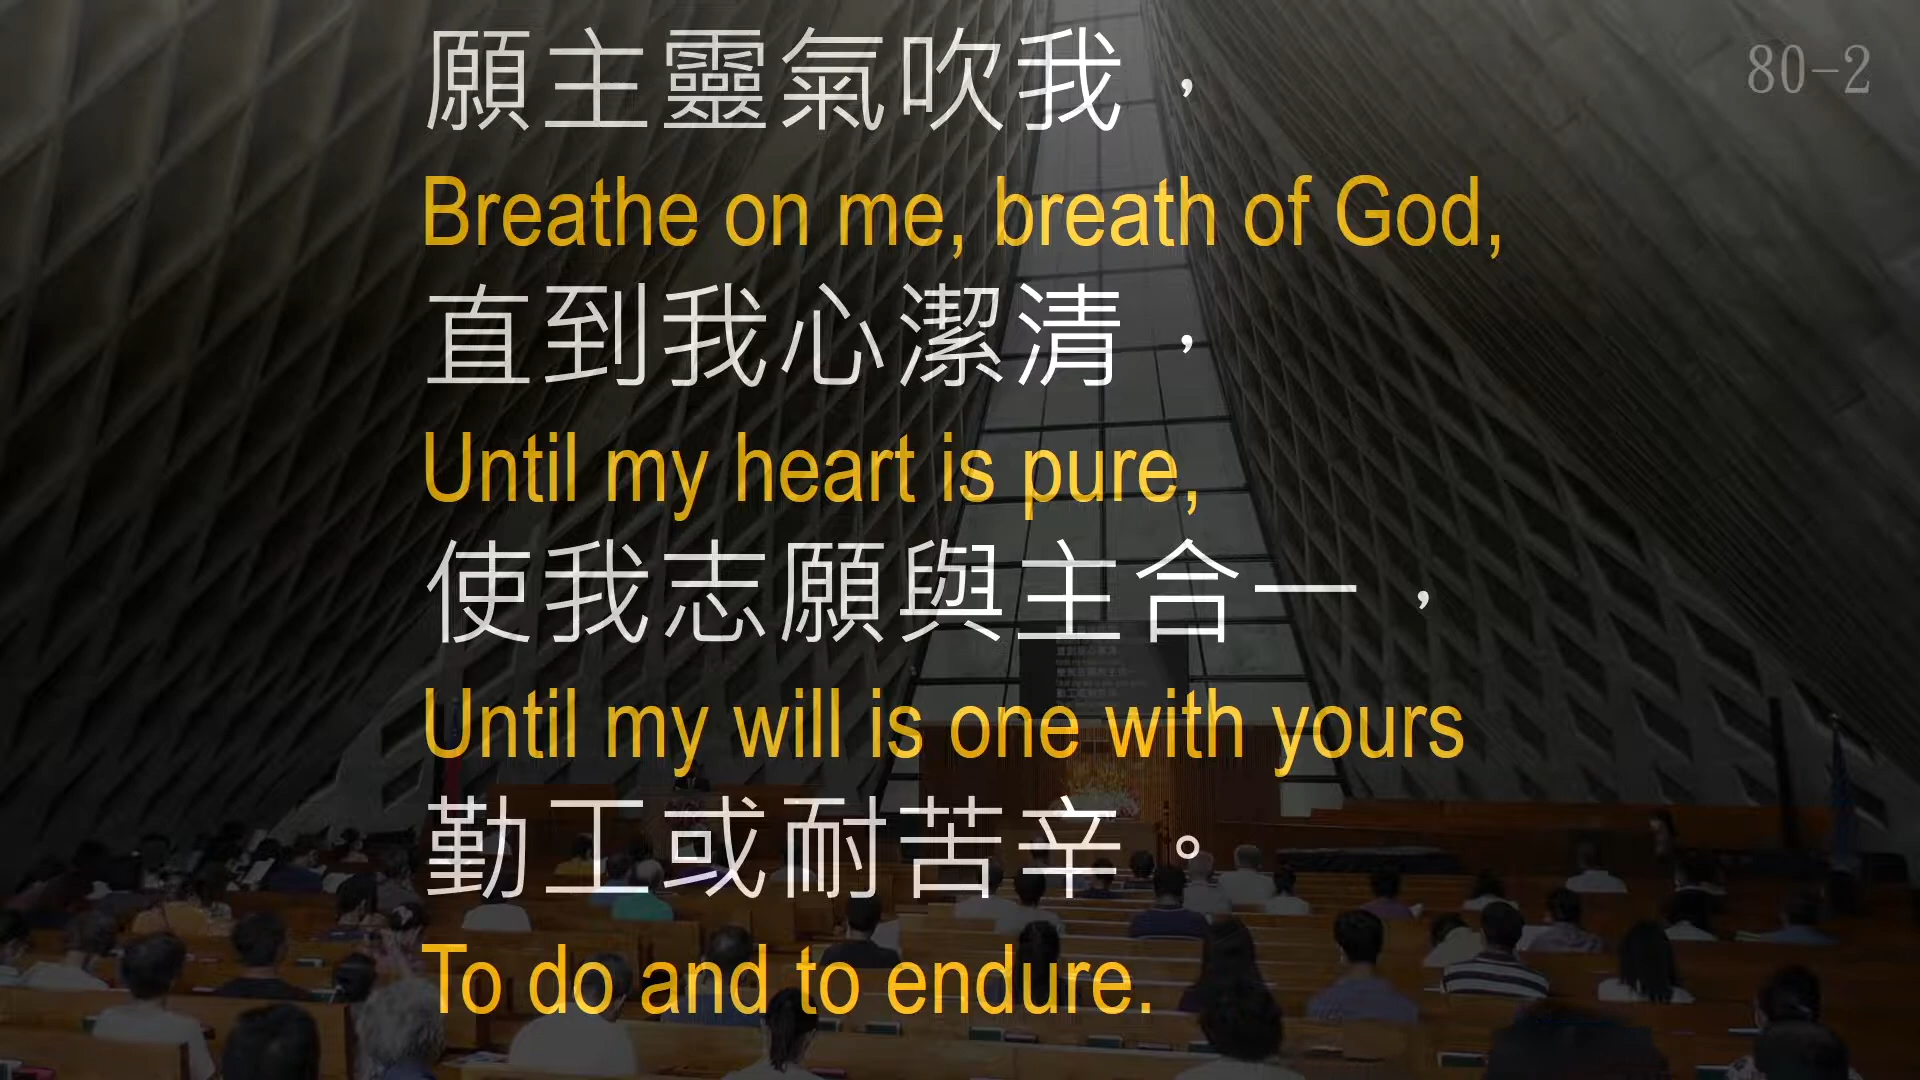 願主靈氣吹我，
80-2
Breathe on me, breath of God,
直到我心潔清，
Until my heart is pure,
使我志願與主合一，
Until my will is one with yours
勤工或耐苦辛。
To do and to endure.